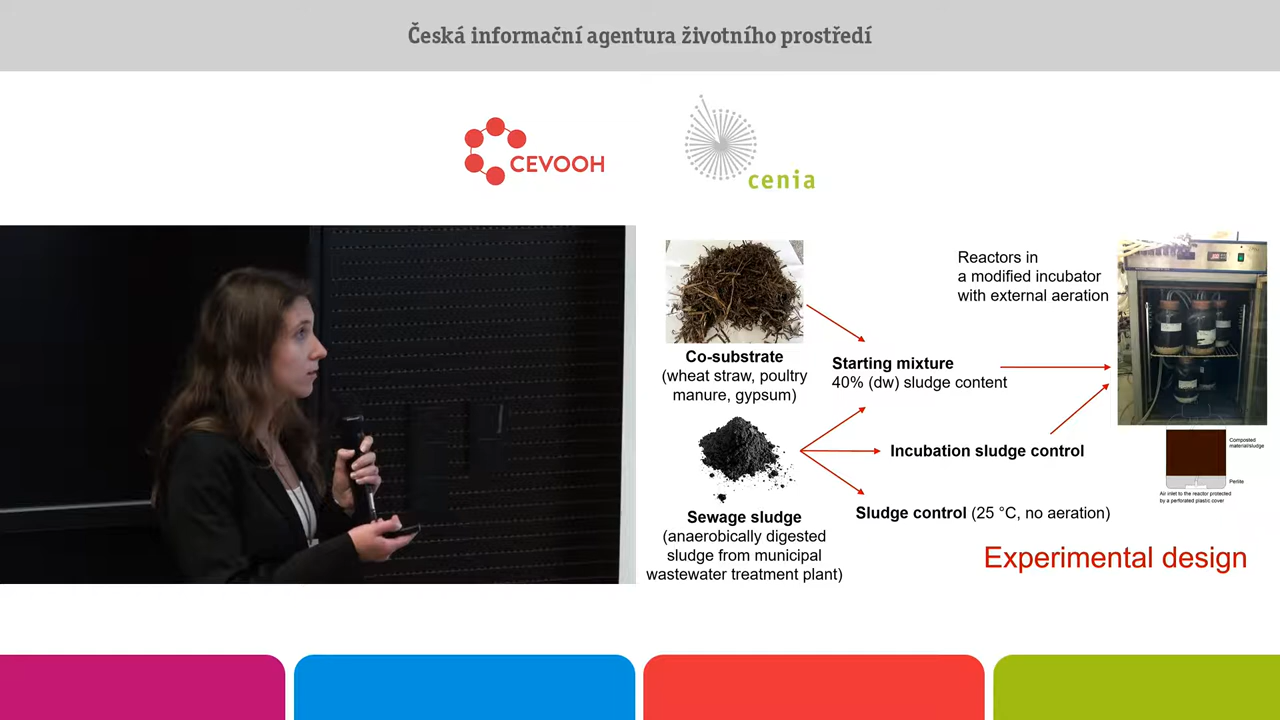 Česká informační agentura životního prostředí
CEVOOH
cenia
Reactors in
a modified incubator
with external aeration
Co-substrate
(wheat straw, poultry
manure, gypsum)
Starting mixture
40% (dw) sludge content
Incubation sludge control
Sewage sludge
(anaerobically digested
sludge from municipal
wastewater treatment plant)
Sludge control (25 °C, no aeration)
Composted
material/sludge
Perlite
Air inlet to the reactor protected
by a perforated plastic cover
Experimental design